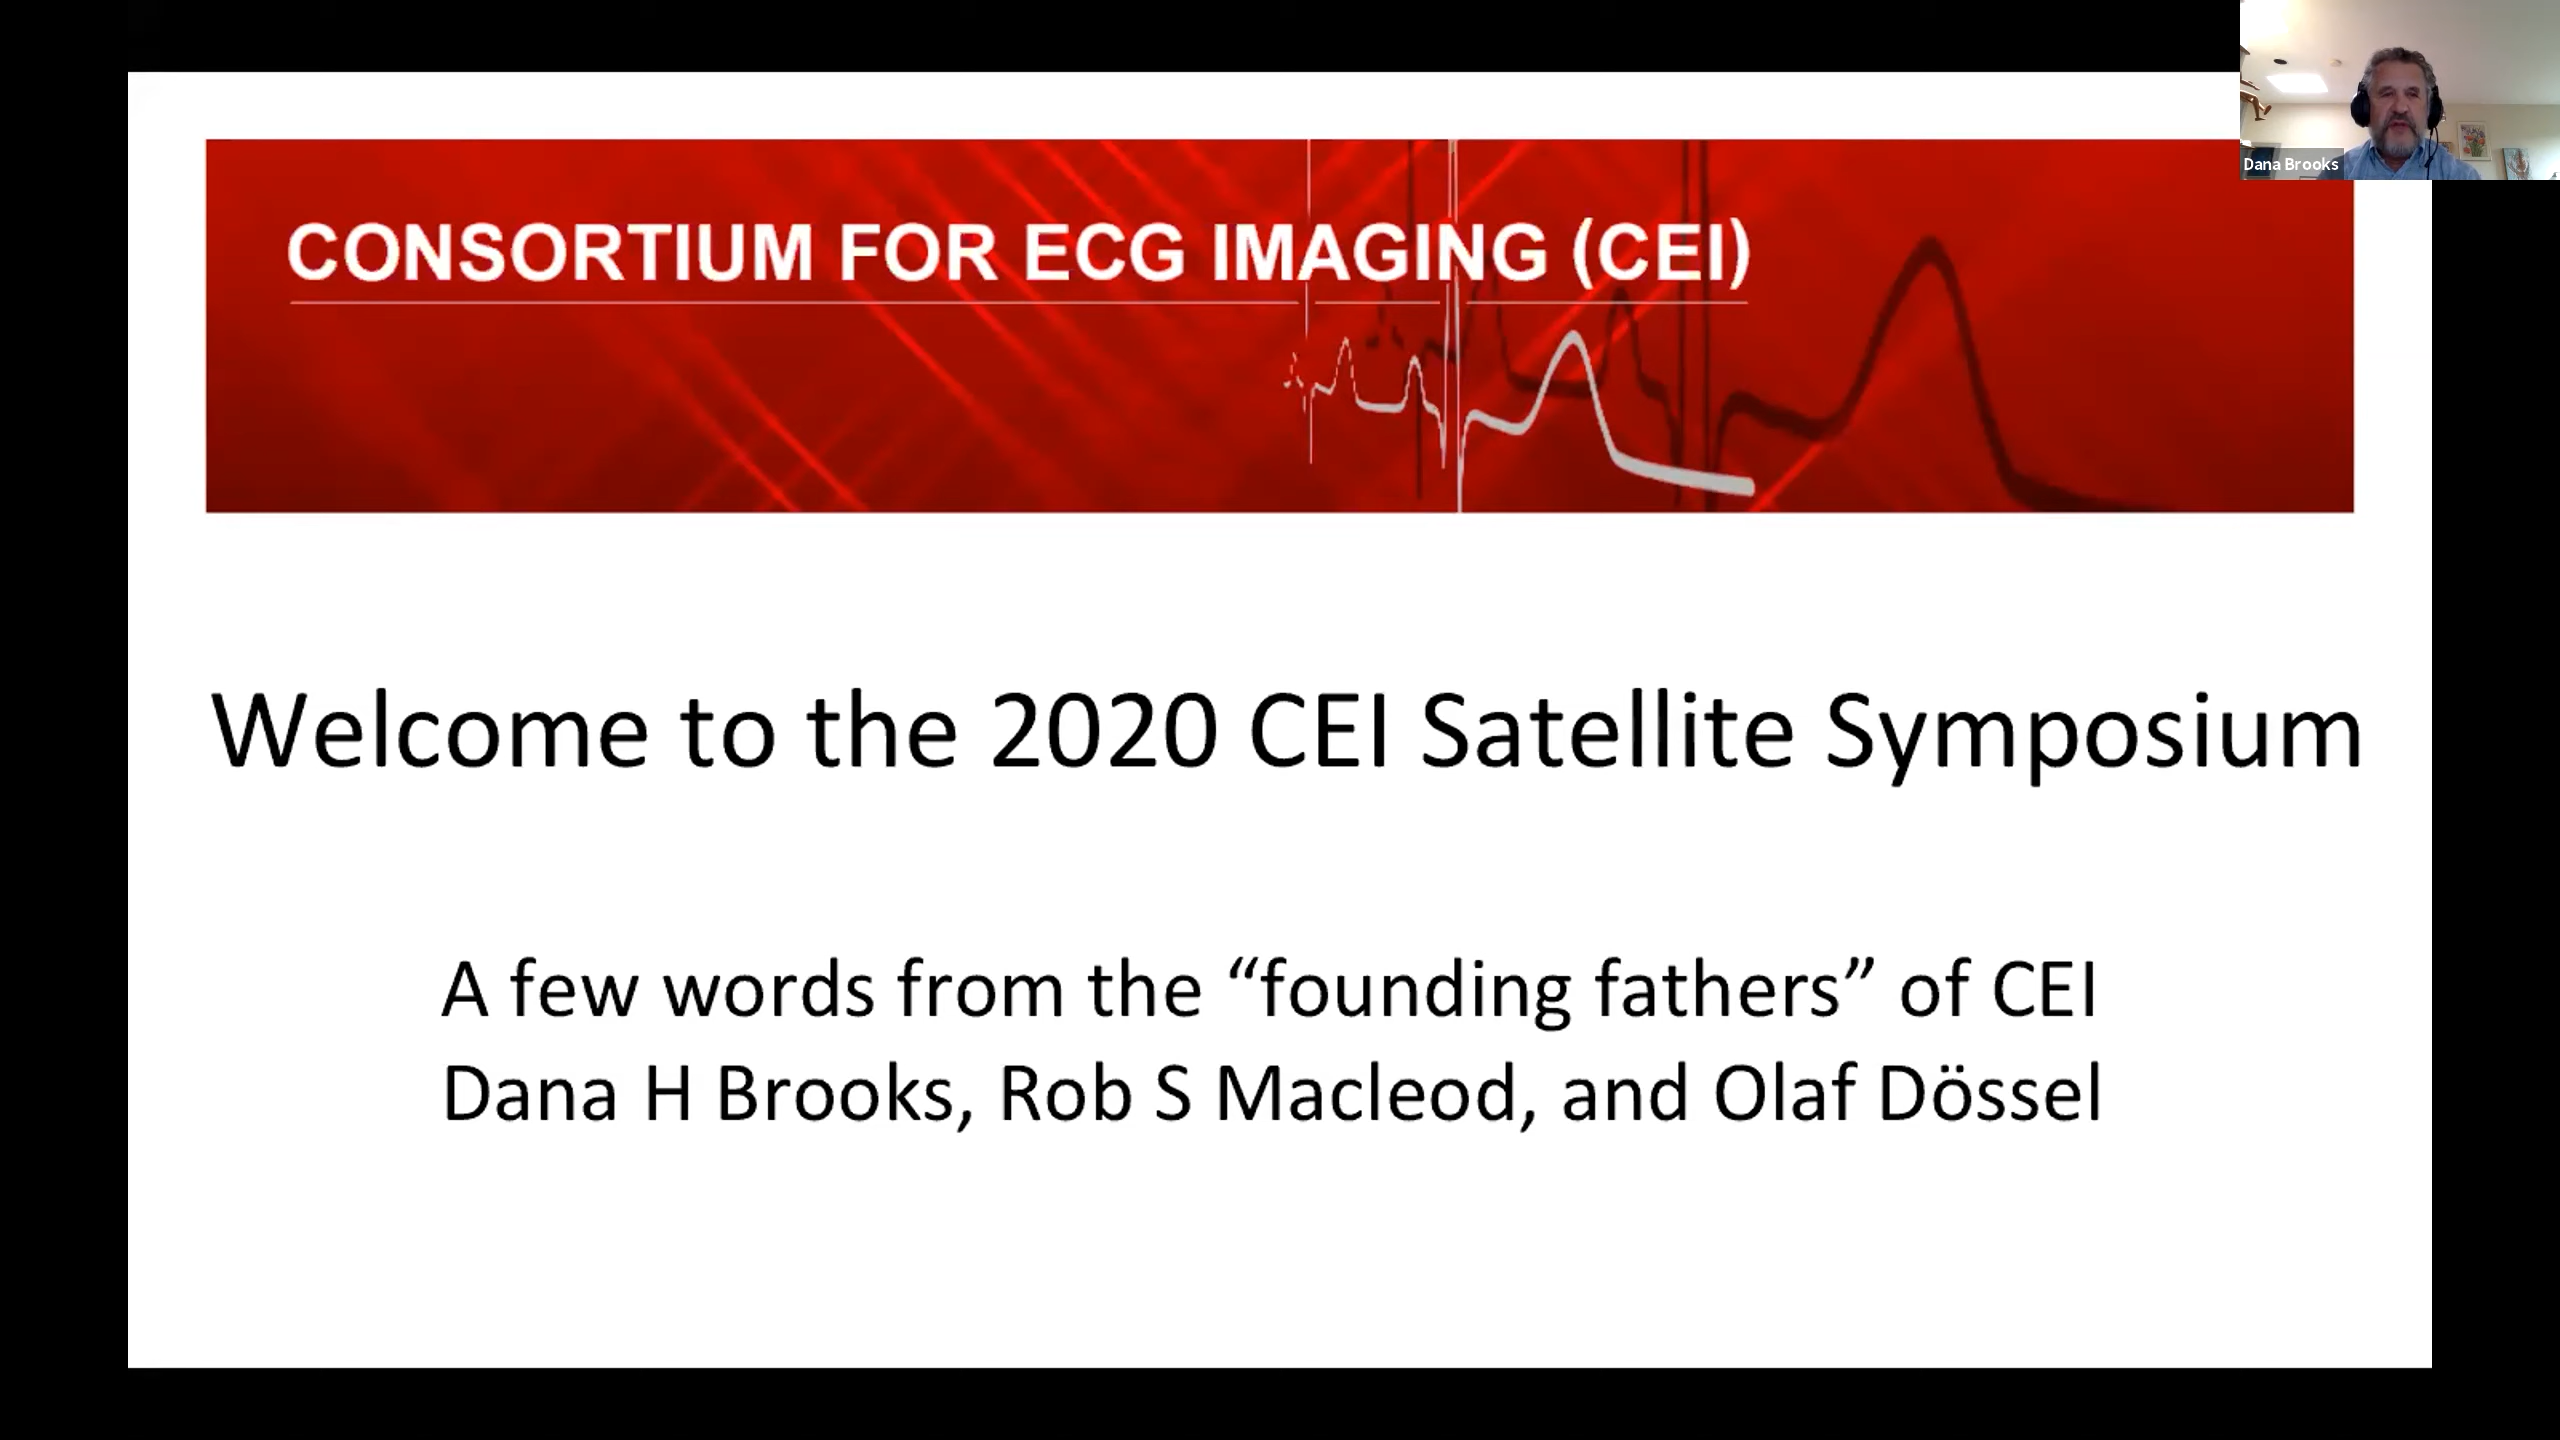 CONSORTIUM FOR ECG IMAGING (CEI)
Dana Brooks
Welcome to the 2020 CEI Satellite Symposium
A few words from the “founding fathers” of CEI
Dana H Brooks, Rob S Macleod, and Olaf Dössel